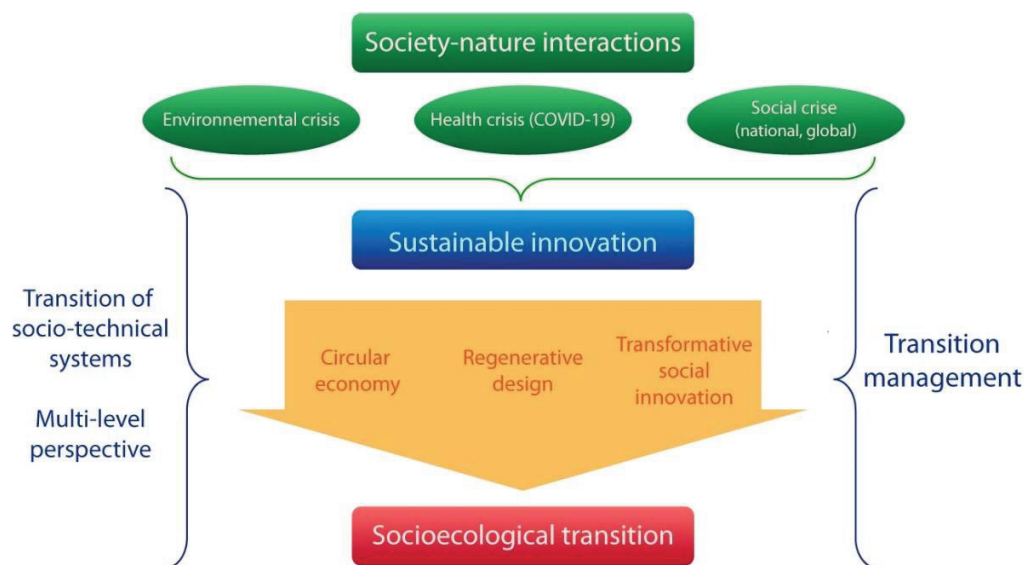 Society-nature interactions
Environnemental crisis
Health crisis (COVID-19)
Social crise
(national, global)
Sustainable innovation
Transition of
socio-technical
systems
Multi-level
perspective
Circular
economy
Regenerative
design
Transformative
social
innovation
Transition
management
Socioecological transition